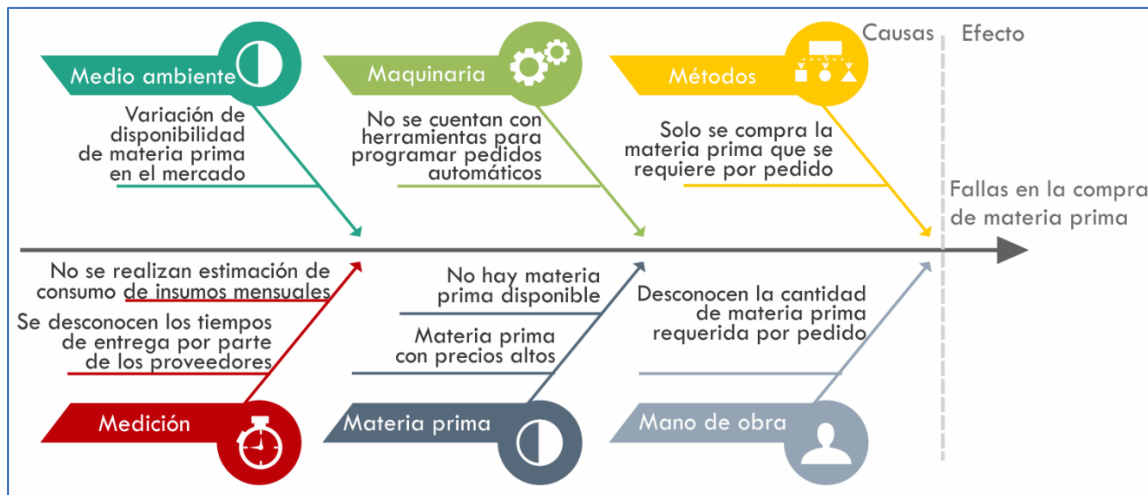 Causas
Efecto
Medio ambiente
Variación de
disponibilidad
de materia prima
en el mercado
Maquinaria
No se cuentan con
herramientas para
programar pedidos
automáticos
Métodos
Solo se compra la
materia prima que se
requiere por pedido
Fallas en la compra
de materia prima
No se realizan estimación de
consumo de insumos mensuales
Se desconocen los tiempos
de entrega por parte
de los proveedores
Medición
No hay materia
prima disponible
Materia prima
con precios altos
Materia prima
Desconocen la cantidad
de materia prima
requerida por pedido
Mano de obra